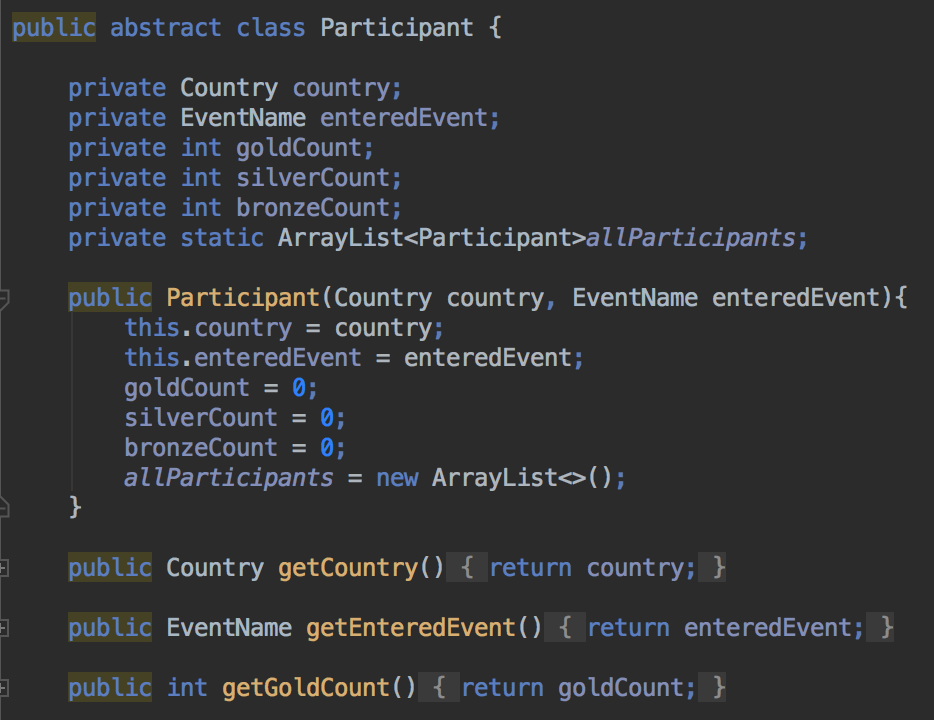 public abstract class Participant {
private Country country;
private EventName enteredEvent;
private int goldCount;
private int silverCount;
private int bronzeCount;
private static ArrayList<Participant>allParticipants;
public Participant(Country country, EventName enteredEvent){
this.country = country;
this.enteredEvent = enteredEvent;
goldCount = 0;
silverCount = 0;
bronzeCount = 0;
allParticipants = new ArrayList<>();
}
public Country getCountry() { return country; }
public EventName getEnteredEvent() { return enteredEvent; }
public int getGoldCount() { return goldCount; }